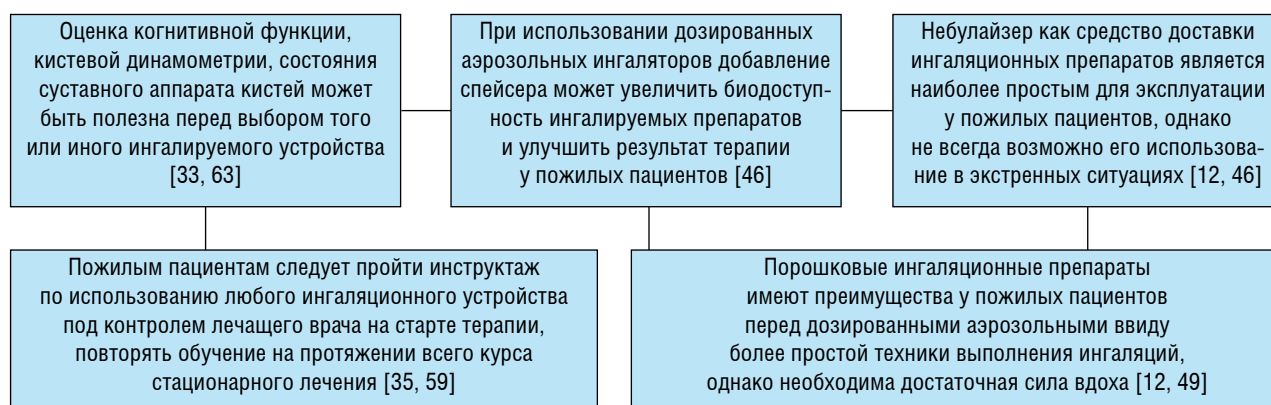 Оценка когнитивной функции,
кистевой динамометрии, состояния
суставного аппарата кистей может
быть полезна перед выбором того
или иного ингалируемого устройства
[33, 63]
При использовании дозированных
аэрозольных ингаляторов добавление
спейсера может увеличить биодоступ-
ность ингалируемых препаратов
и улучшить результат терапии
у пожилых пациентов [46]
Небулайзер как средство доставки
ингаляционных препаратов является
наиболее простым для эксплуатации
у пожилых пациентов, однако
не всегда возможно его использова-
ние в экстренных ситуациях [12, 46]
Пожилым пациентам следует пройти инструктаж
по использованию любого ингаляционного устройства
под контролем лечащего врача на старте терапии,
повторять обучение на протяжении всего курса
стационарного лечения [35, 59]
Порошковые ингаляционные препараты
имеют преимущества у пожилых пациентов
перед дозированными аэрозольными ввиду
более простой техники выполнения ингаляций,
однако необходима достаточная сила вдоха [12, 49]